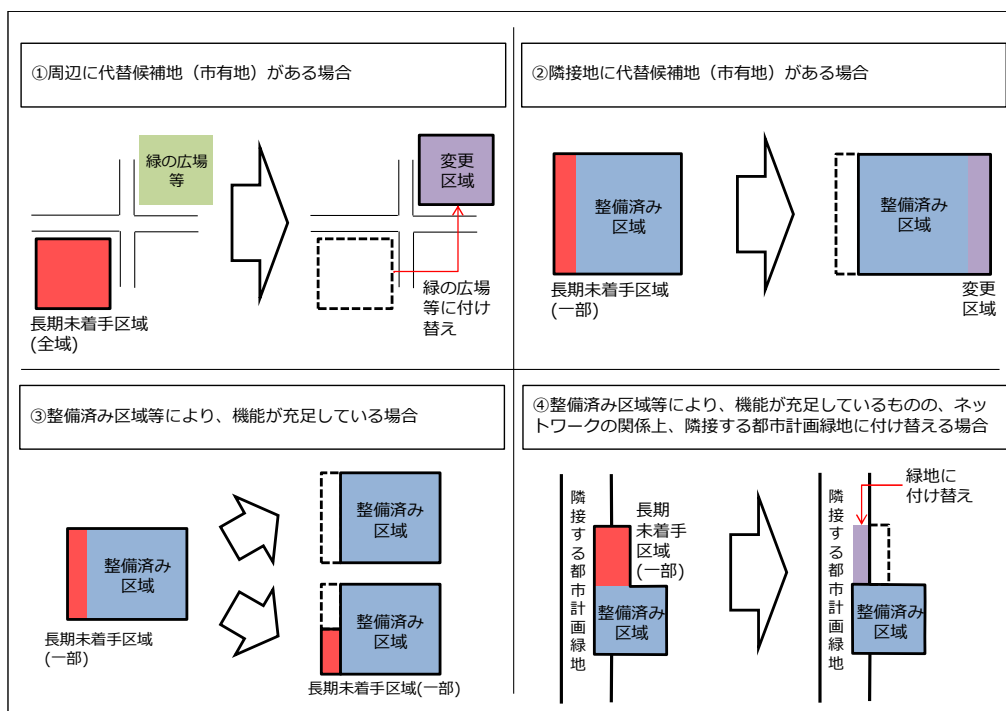 ①周辺に代替候補地（市有地）がある場合
緑の広場
等
変更
区域
緑の広場
等に付け
替え
長期未着手区域
(全域)
②隣接地に代替候補地（市有地）がある場合
整備済み
区域
長期未着手区域
(一部)
整備済み
区域
変更
区域
③整備済み区域等により、機能が充足している場合
整備済み
区域
長期未着手区域
(一部)
整備済み
区域
整備済み
区域
長期未着手区域(一部)
④整備済み区域等により、機能が充足しているものの、ネッ
トワークの関係上、隣接する都市計画緑地に付け替える場合
隣接する都市計画緑地
長期
未着手
区域
(一部)
整備済み
区域
隣接する都市計画緑地
緑地に
付け替え
整備済み
区域